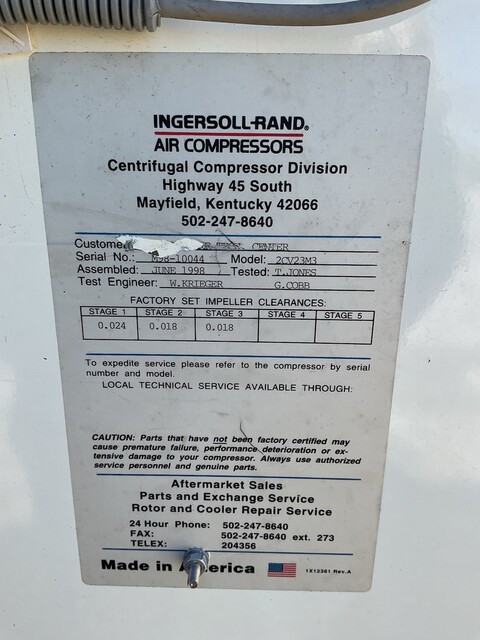 INGERSOLL-RAND®
AIR COMPRESSORS
Centrifugal Compressor Division
Highway 45 South
Mayfield, Kentucky 42066
502-247-8640
Customer CENTER
Serial No.: M98-10044 Model: 2CV23M3
Assembled: JUNE 1998 Tested: T.JONES
Test Engineer: W.KRIEGER G.COBB
FACTORY SET IMPELLER CLEARANCES:
STAGE 1 STAGE 2 STAGE 3 STAGE 4 STAGE 5
0.024 0.018 0.018
To expedite service please refer to the compressor by serial
number and model.
LOCAL TECHNICAL SERVICE AVAILABLE THROUGH:
CAUTION: Parts that have not been factory certified may
cause premature failure, performance deterioration or ex-
tensive damage to your compressor. Always use authorized
service personnel and genuine parts.
Aftermarket Sales
Parts and Exchange Service
Rotor and Cooler Repair Service
24 Hour Phone: 502-247-8640
FAX: 502-247-8640 ext. 273
TELEX: 204356
Made in America
1X12361 Rev.A